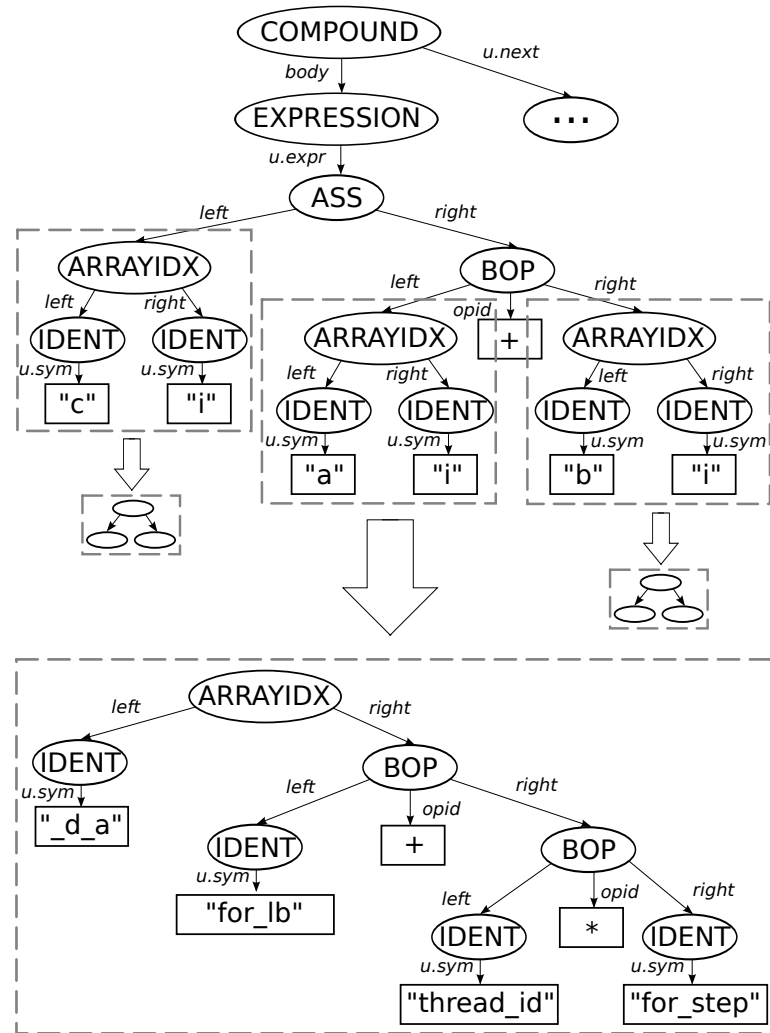 COMPOUND
body
u.next
EXPRESSION
...
u.expr
ASS
left
right
ARRAYIDX
BOP
left
right
left
opid
right
IDENT
IDENT
ARRAYIDX
+
ARRAYIDX
u.sym
u.sym
left
right
left
right
"c"
"i"
IDENT
IDENT
IDENT
IDENT
u.sym
u.sym
u.sym
u.sym
"a"
"i"
"b"
"i"
ARRAYIDX
left
right
IDENT
BOP
u.sym
left
opid
right
"_d_a"
IDENT
+
BOP
u.sym
left
opid
right
"for_lb"
IDENT
*
IDENT
u.sym
u.sym
"thread_id"
"for_step"